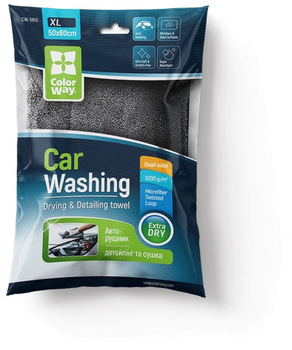 XL
50x60cm
Color
Way
Car
Washing
Drying & Detailing towel
Dual-side
1200 g/m²
Microfiber
Twisted
Loop
Extra
DRY
Авто-
рушник
детейлінг та сушка